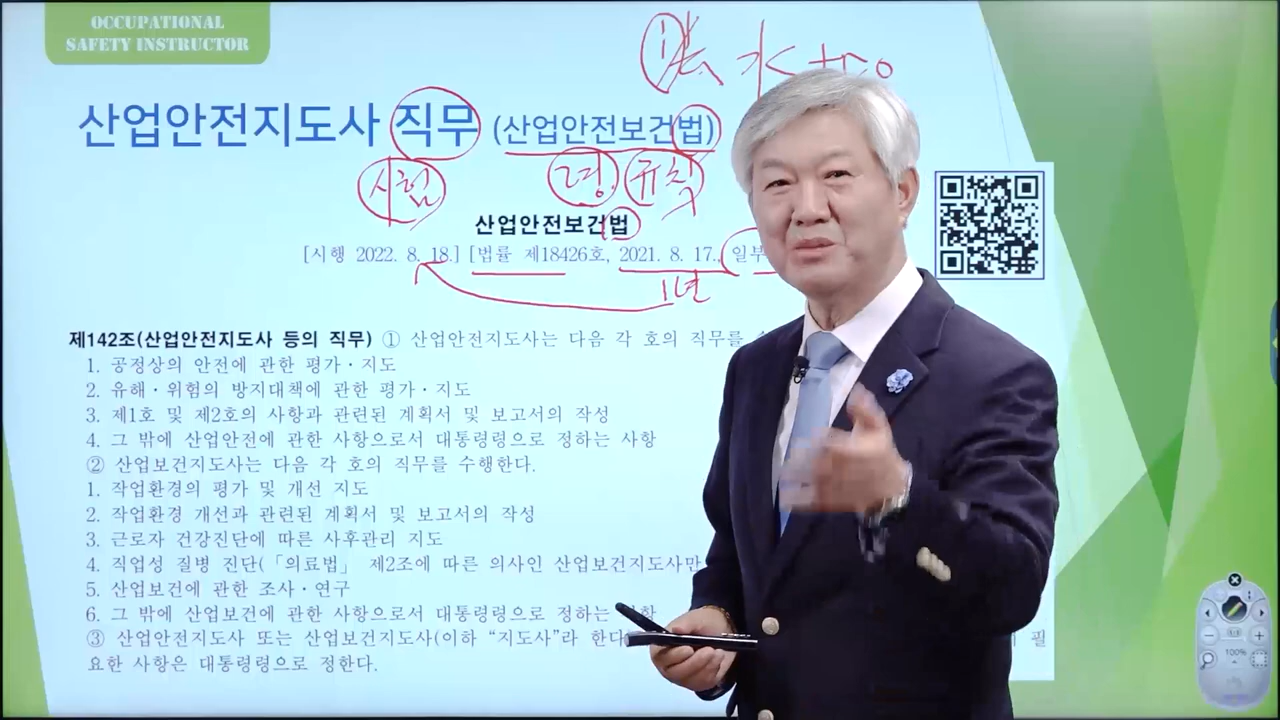 OCCUPATIONAL
SAFETY INSTRUCTOR
① 法 水 去
산업안전지도사 직무 (산업안전보건법)
시험 령. 규칙
산업안전보건법
[시행 2022. 8. 18.] [법률 제18426호, 2021. 8. 17., 일부
1년
제142조(산업안전지도사 등의 직무) ① 산업안전지도사는 다음 각 호의 직무를
1. 공정상의 안전에 관한 평가·지도
2. 유해·위험의 방지대책에 관한 평가·지도
3. 제1호 및 제2호의 사항과 관련된 계획서 및 보고서의 작성
4. 그 밖에 산업안전에 관한 사항으로서 대통령령으로 정하는 사항
② 산업보건지도사는 다음 각 호의 직무를 수행한다.
1. 작업환경의 평가 및 개선 지도
2. 작업환경 개선과 관련된 계획서 및 보고서의 작성
3. 근로자 건강진단에 따른 사후관리 지도
4. 직업성 질병 진단(「의료법」 제2조에 따른 의사인 산업보건지도사만
5. 산업보건에 관한 조사·연구
6. 그 밖에 산업보건에 관한 사항으로서 대통령령으로 정하는 사항
③ 산업안전지도사 또는 산업보건지도사(이하 “지도사”라 한다 필
요한 사항은 대통령령으로 정한다.
1:1
100%